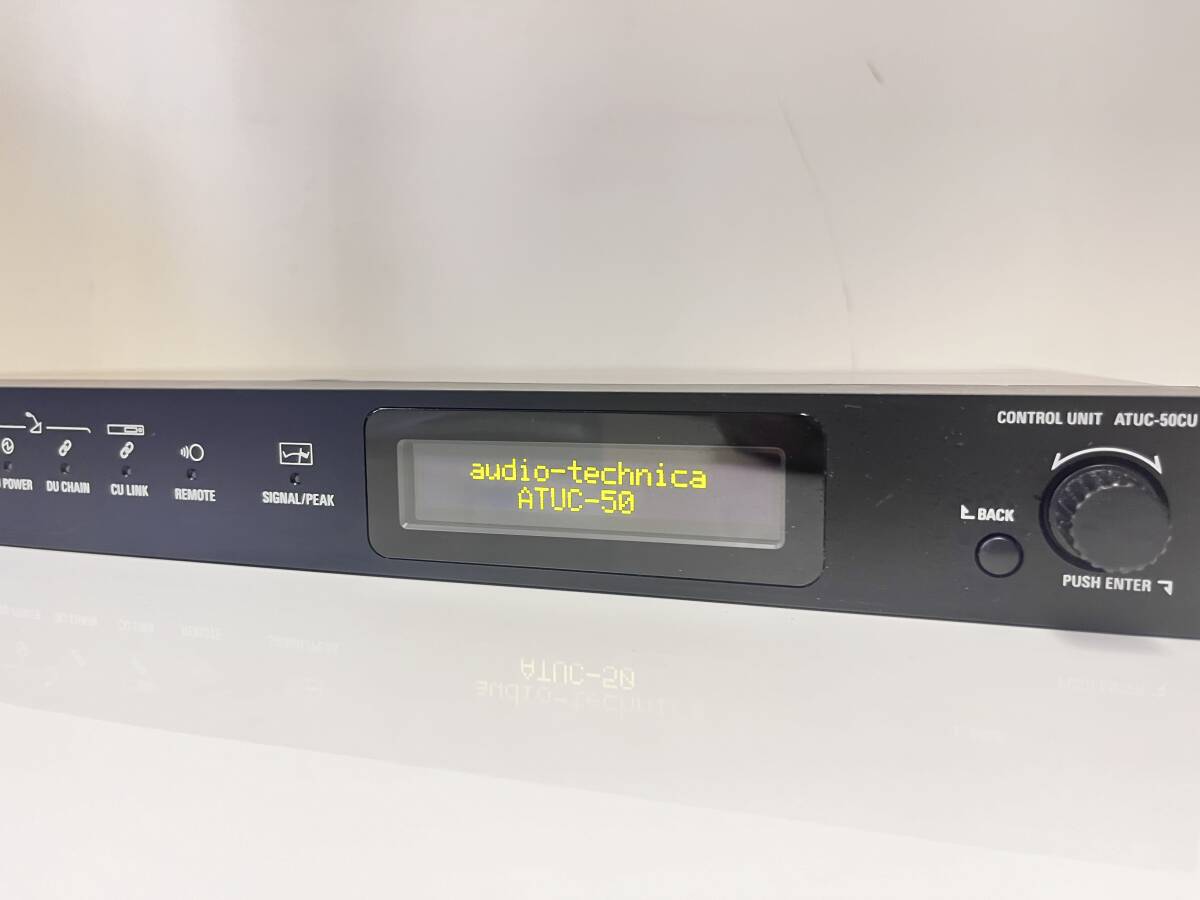 CONTROL UNIT ATUC-50CU
POWER
DU CHAIN
CU LINK
REMOTE
SIGNAL/PEAK
audio-technica
ATUC-50
BACK
PUSH ENTER